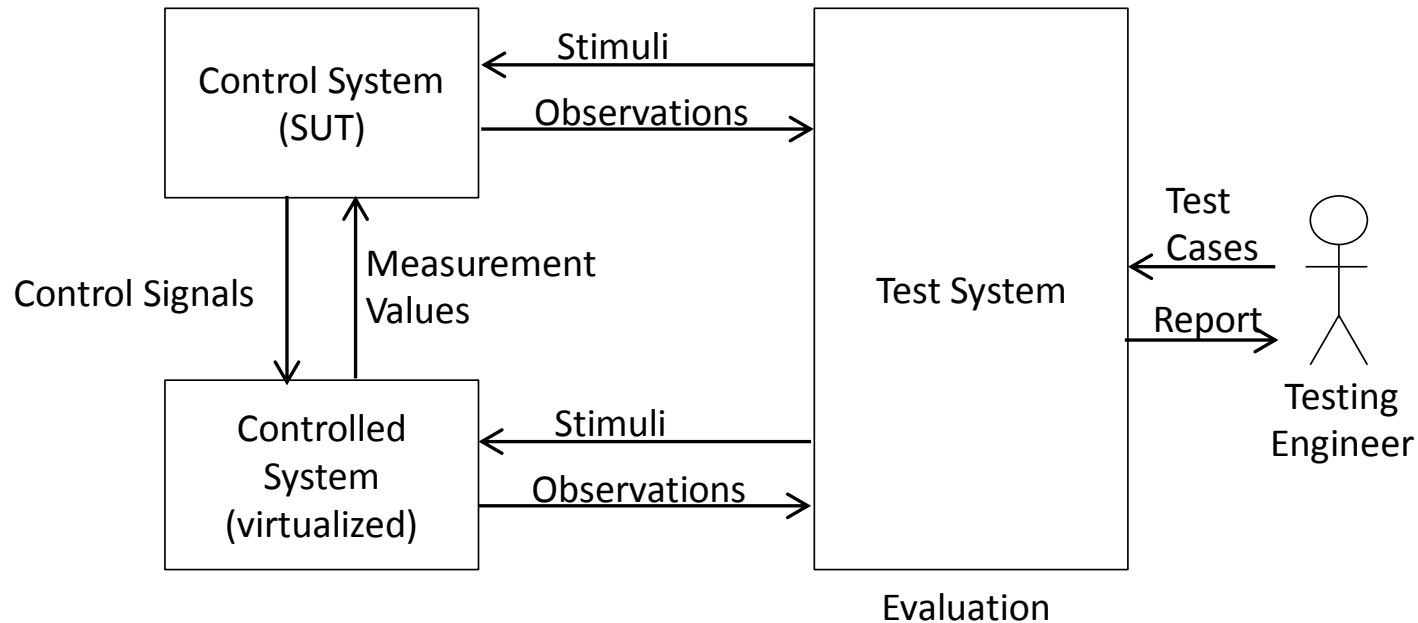 Control System
(SUT)
Stimuli
Observations
Control Signals
Measurement
Values
Controlled
System
(virtualized)
Stimuli
Observations
Test System
Evaluation
Test
Cases
Report
Testing
Engineer